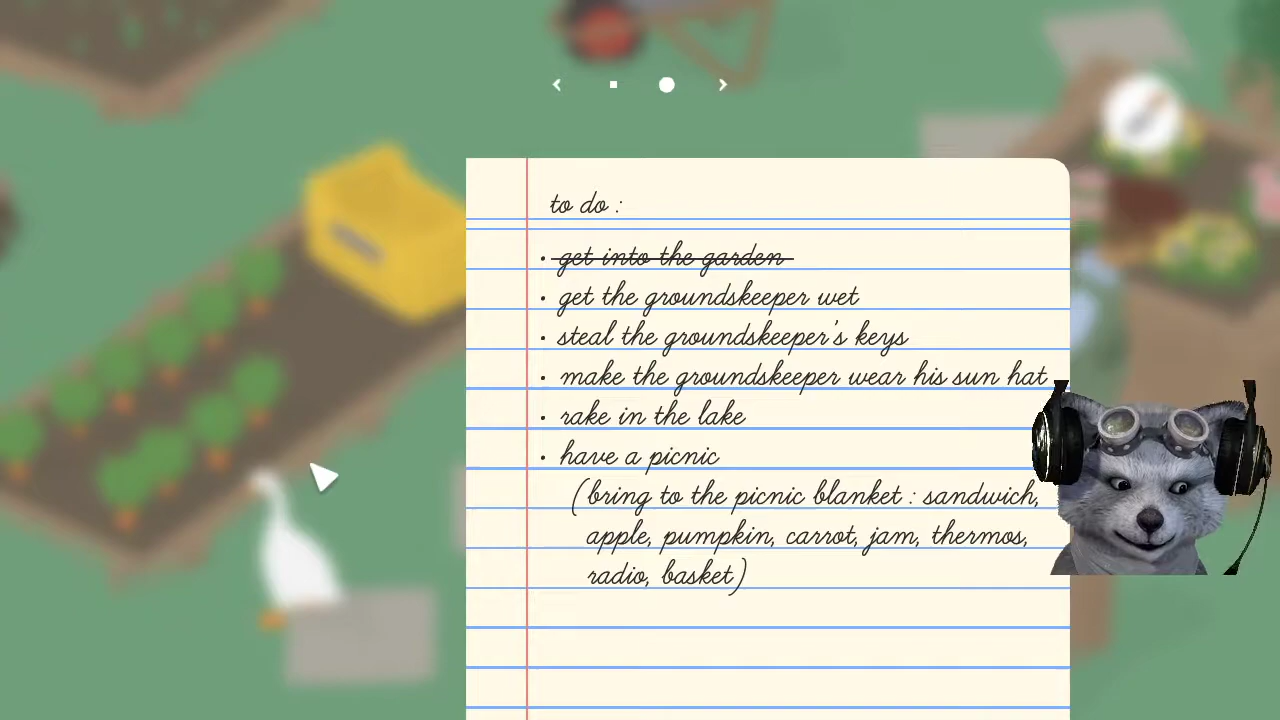 to do :
• get into the garden
• get the groundskeeper wet
• steal the groundskeeper's keys
• make the groundskeeper wear his sun hat
• rake in the lake
• have a picnic
(bring to the picnic blanket : sandwich,
apple, pumpkin, carrot, jam, thermos,
radio, basket)